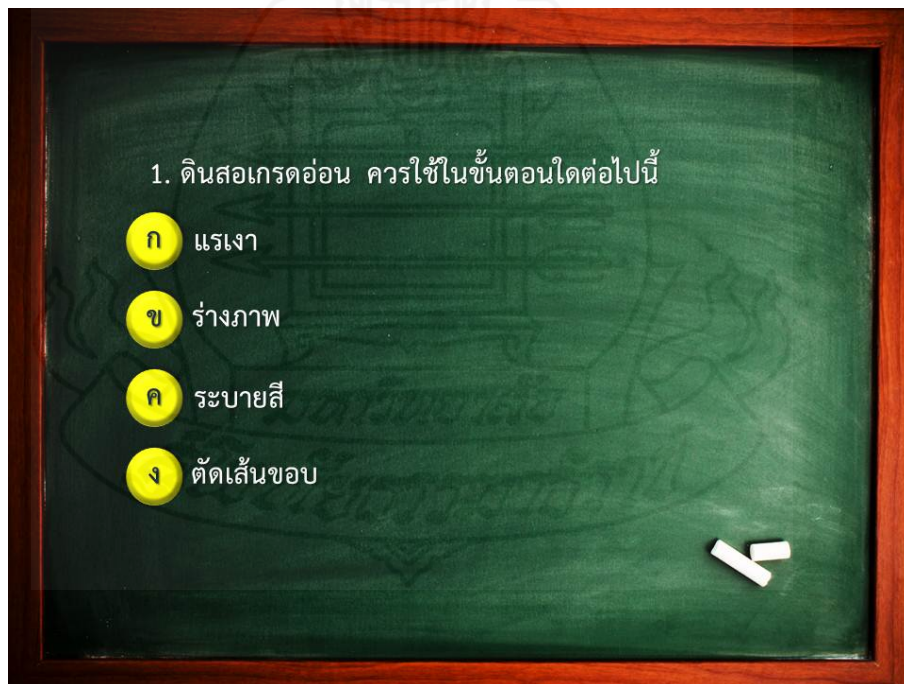 1. ดินสอเกรดอ่อน ควรใช้ในขั้นตอนใดต่อไปนี้
ก แรเงา
ข ร่างภาพ
ค ระบายสี
ง ตัดเส้นขอบ